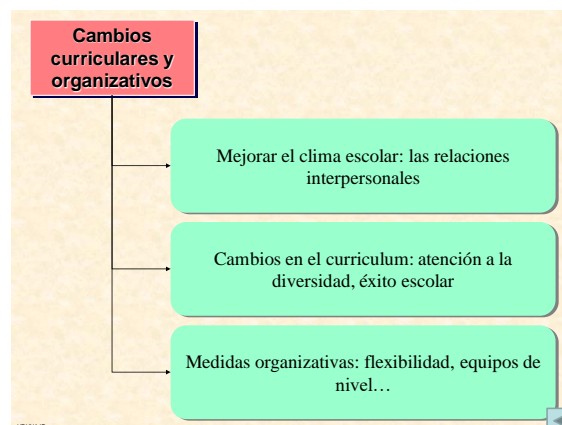 Cambios
curriculares y
organizativos
Mejorar el clima escolar: las relaciones
interpersonales
Cambios en el curriculum: atención a la
diversidad, éxito escolar
Medidas organizativas: flexibilidad, equipos de
nivel…